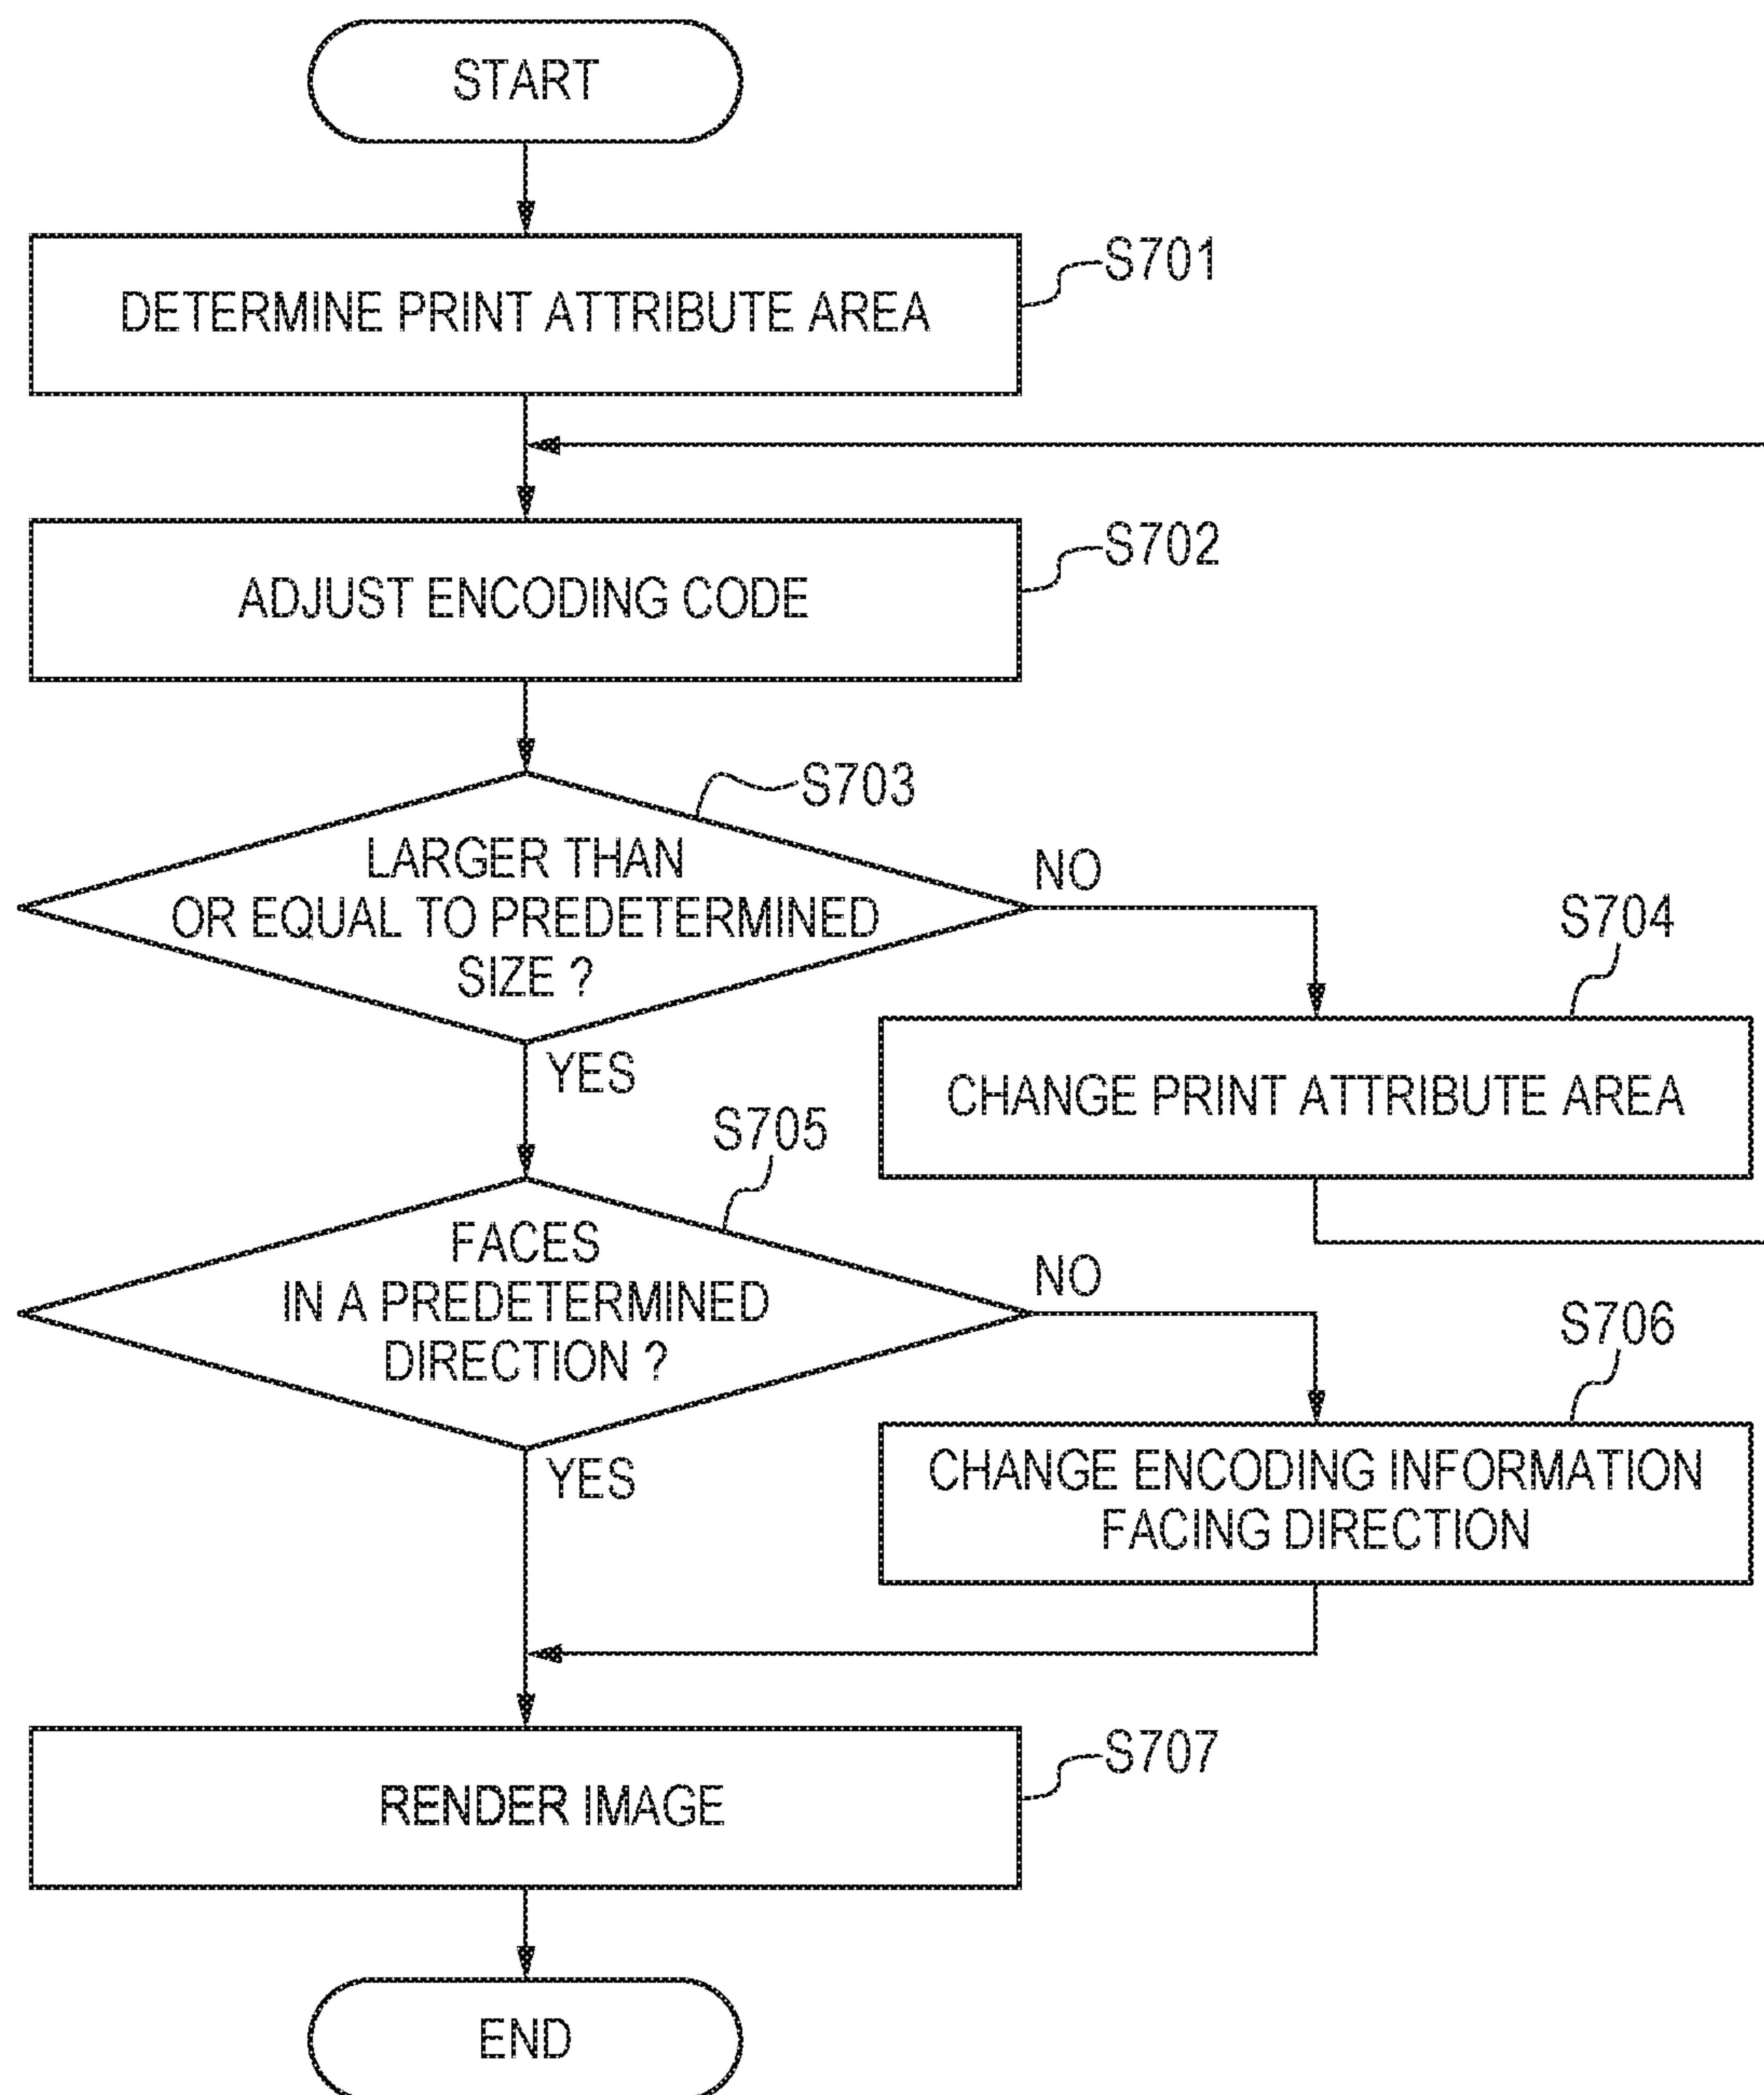 START
DETERMINE PRINT ATTRIBUTE AREA
S701
ADJUST ENCODING CODE
S702
S703
LARGER THAN
OR EQUAL TO PREDETERMINED
SIZE ?
NO
YES
S704
CHANGE PRINT ATTRIBUTE AREA
S705
FACES
IN A PREDETERMINED
DIRECTION ?
NO
YES
S706
CHANGE ENCODING INFORMATION
FACING DIRECTION
RENDER IMAGE
S707
END